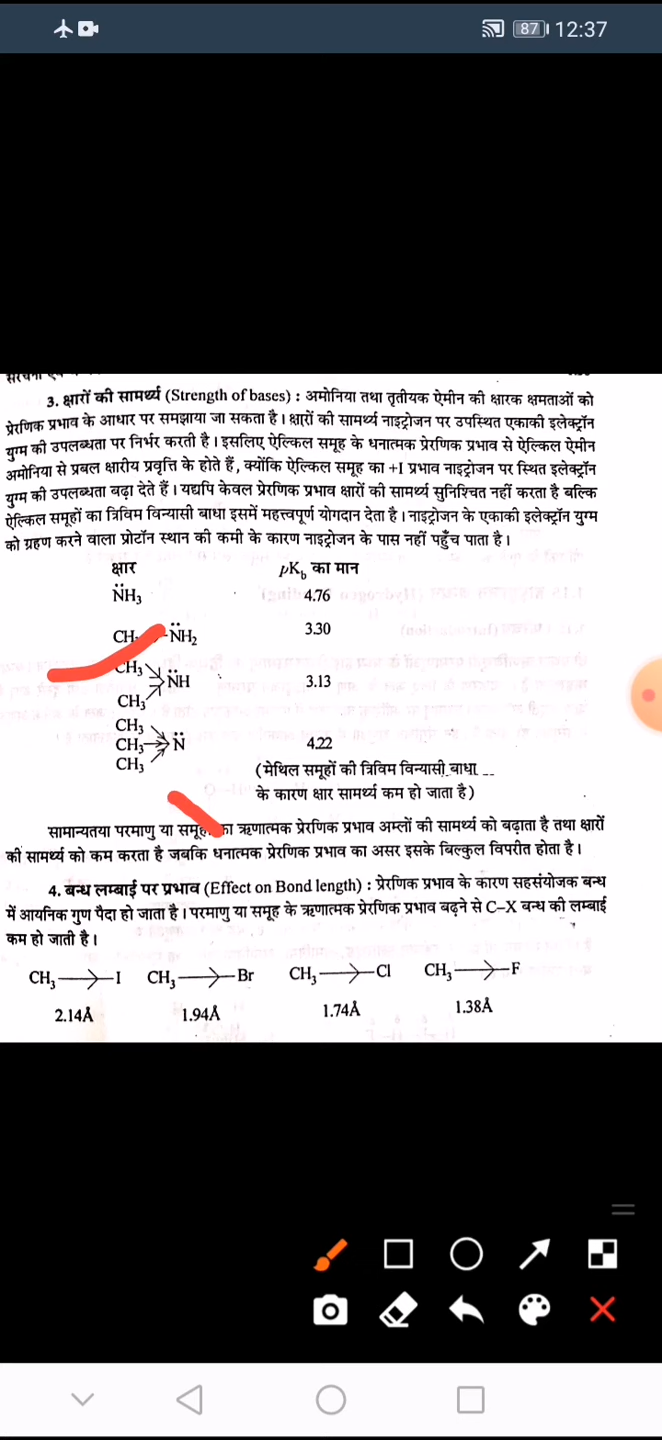 87 12:37
3. क्षारों की सामर्थ्य (Strength of bases) : अमोनिया तथा तृतीयक ऐमीन की क्षारक क्षमताओं को
प्रेरणिक प्रभाव के आधार पर समझाया जा सकता है। क्षारों की सामर्थ्य नाइट्रोजन पर उपस्थित एकाकी इलेक्ट्रॉन
युग्म की उपलब्धता पर निर्भर करती है। इसलिए ऐल्किल समूह के धनात्मक प्रेरणिक प्रभाव से ऐल्किल ऐमीन
अमोनिया से प्रबल क्षारीय प्रवृत्ति के होते हैं, क्योंकि ऐल्किल समूह का +I प्रभाव नाइट्रोजन पर स्थित इलेक्ट्रॉन
युग्म की उपलब्धता बढ़ा देते हैं। यद्यपि केवल प्रेरणिक प्रभाव क्षारों की सामर्थ्य सुनिश्चित नहीं करता है बल्कि
ऐल्किल समूहों का त्रिविम विन्यासी बाधा इसमें महत्त्वपूर्ण योगदान देता है। नाइट्रोजन के एकाकी इलेक्ट्रॉन युग्म
को ग्रहण करने वाला प्रोटॉन स्थान की कमी के कारण नाइट्रोजन के पास नहीं पहुँच पाता है।
क्षार pKb का मान
N̈H3 4.76
CH N̈H2 3.30
CH3
N̈H 3.13
CH3
CH3
CH3 N̈ 4.22
CH3 (मेथिल समूहों की त्रिविम विन्यासी बाधा
के कारण क्षार सामर्थ्य कम हो जाता है)
सामान्यतया परमाणु या समूह का ऋणात्मक प्रेरणिक प्रभाव अम्लों की सामर्थ्य को बढ़ाता है तथा क्षारों
की सामर्थ्य को कम करता है जबकि धनात्मक प्रेरणिक प्रभाव का असर इसके बिल्कुल विपरीत होता है।
4. बन्ध लम्बाई पर प्रभाव (Effect on Bond length) : प्रेरणिक प्रभाव के कारण सहसंयोजक बन्ध
में आयनिक गुण पैदा हो जाता है। परमाणु या समूह के ऋणात्मक प्रेरणिक प्रभाव बढ़ने से C–X बन्ध की लम्बाई
कम हो जाती है।
CH3 I CH3 Br CH3 Cl CH3 F
2.14Å 1.94Å 1.74Å 1.38Å